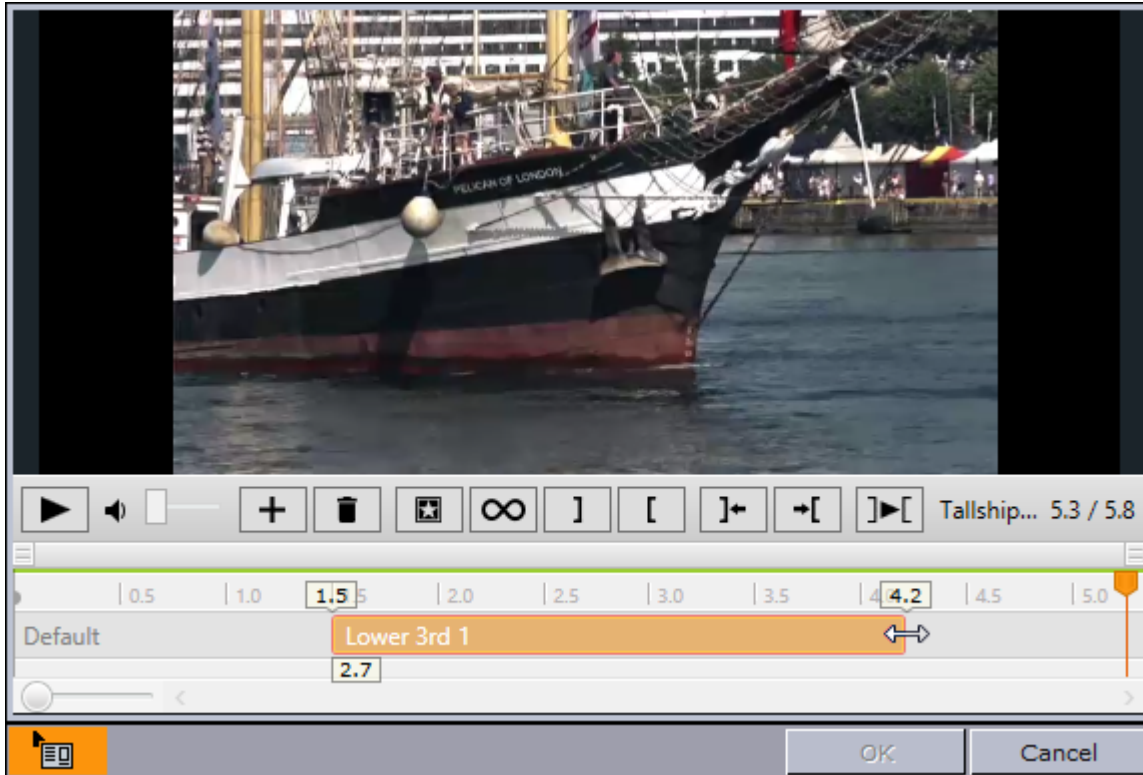 PELICAN OF LONDON
Tallship... 5.3 / 5.8
0.5 1.0 1.5 5 2.0 2.5 3.0 3.5 4.2 4.5 5.0
Default Lower 3rd 1
2.7
OK Cancel